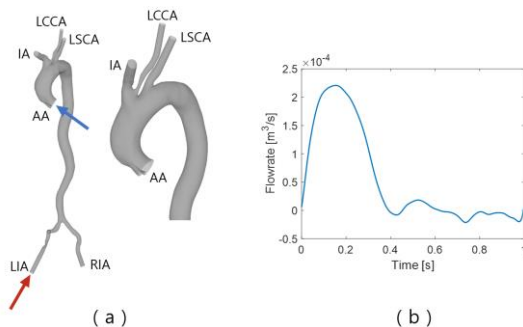 LCCA
LSCA
IA
AA
LIA
RIA
LCCA
LSCA
IA
AA
( a )
×10⁻⁴
2.5
2
1.5
1
0.5
0
-0.5
Flowrate [m³/s]
0
0.2
0.4
0.6
0.8
1
Time [s]
( b )